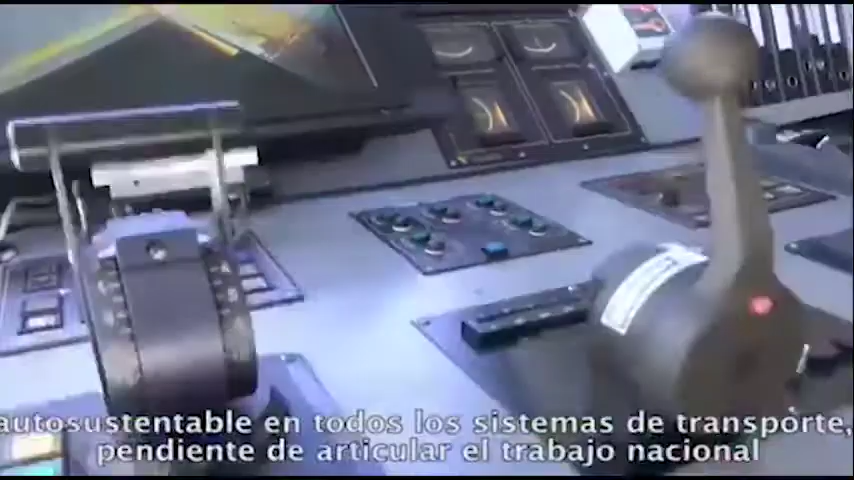 autosustentable en todos los sistemas de transporte,
pendiente de articular el trabajo nacional